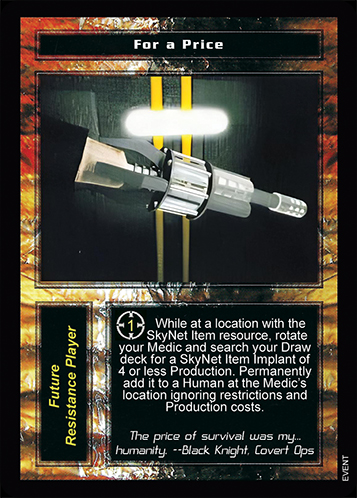 For a Price
Future
Resistance Player
1 While at a location with the
SkyNet Item resource, rotate
your Medic and search your Draw
deck for a SkyNet Item Implant of
4 or less Production. Permanently
add it to a Human at the Medic's
location ignoring restrictions and
Production costs.
The price of survival was my...
humanity. --Black Knight, Covert Ops
EVENT